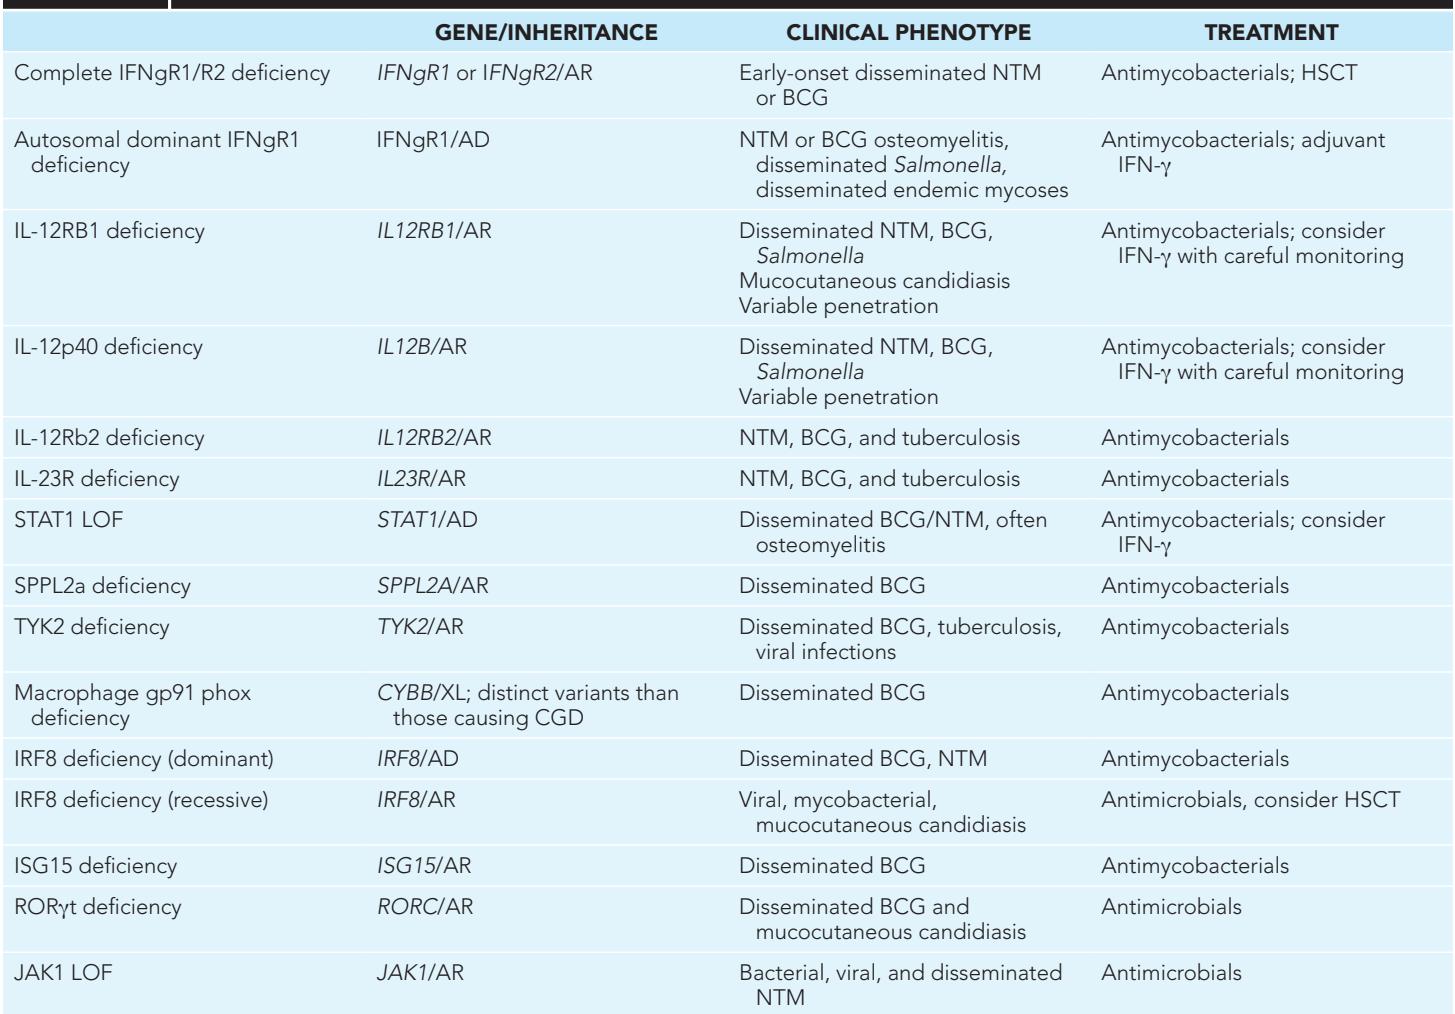 GENE/INHERITANCE CLINICAL PHENOTYPE TREATMENT
Complete IFNgR1/R2 deficiency IFNgR1 or IFNgR2/AR Early-onset disseminated NTM Antimycobacterials; HSCT
or BCG
Autosomal dominant IFNgR1 IFNgR1/AD NTM or BCG osteomyelitis, Antimycobacterials; adjuvant
deficiency disseminated Salmonella, IFN-γ
disseminated endemic mycoses
IL-12RB1 deficiency IL12RB1/AR Disseminated NTM, BCG, Antimycobacterials; consider
Salmonella IFN-γ with careful monitoring
Mucocutaneous candidiasis
Variable penetration
IL-12p40 deficiency IL12B/AR Disseminated NTM, BCG, Antimycobacterials; consider
Salmonella IFN-γ with careful monitoring
Variable penetration
IL-12Rb2 deficiency IL12RB2/AR NTM, BCG, and tuberculosis Antimycobacterials
IL-23R deficiency IL23R/AR NTM, BCG, and tuberculosis Antimycobacterials
STAT1 LOF STAT1/AD Disseminated BCG/NTM, often Antimycobacterials; consider
osteomyelitis IFN-γ
SPPL2a deficiency SPPL2A/AR Disseminated BCG Antimycobacterials
TYK2 deficiency TYK2/AR Disseminated BCG, tuberculosis, Antimycobacterials
viral infections
Macrophage gp91 phox CYBB/XL; distinct variants than Disseminated BCG Antimycobacterials
deficiency those causing CGD
IRF8 deficiency (dominant) IRF8/AD Disseminated BCG, NTM Antimycobacterials
IRF8 deficiency (recessive) IRF8/AR Viral, mycobacterial, Antimicrobials, consider HSCT
mucocutaneous candidiasis
ISG15 deficiency ISG15/AR Disseminated BCG Antimycobacterials
RORγt deficiency RORC/AR Disseminated BCG and Antimicrobials
mucocutaneous candidiasis
JAK1 LOF JAK1/AR Bacterial, viral, and disseminated Antimicrobials
NTM